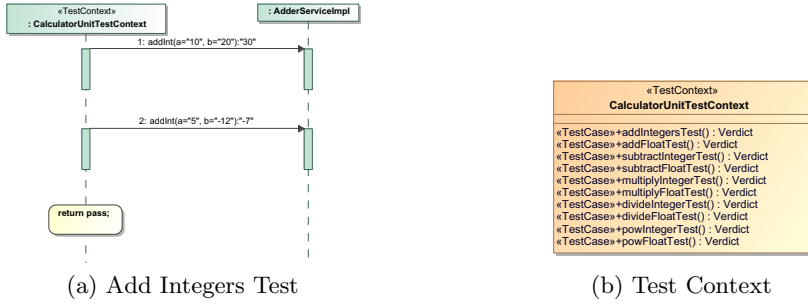 «TestContext»
: CalculatorUnitTestContext
: AdderServiceImpl
1: addInt(a="10", b="20"):"30"
2: addInt(a="5", b="-12"):"-7"
return pass;
(a) Add Integers Test
«TestContext»
CalculatorUnitTestContext
«TestCase»+addIntegersTest() : Verdict
«TestCase»+addFloatTest() : Verdict
«TestCase»+subtractIntegerTest() : Verdict
«TestCase»+subtractFloatTest() : Verdict
«TestCase»+multiplyIntegerTest() : Verdict
«TestCase»+multiplyFloatTest() : Verdict
«TestCase»+divideIntegerTest() : Verdict
«TestCase»+divideFloatTest() : Verdict
«TestCase»+powIntegerTest() : Verdict
«TestCase»+powFloatTest() : Verdict
(b) Test Context